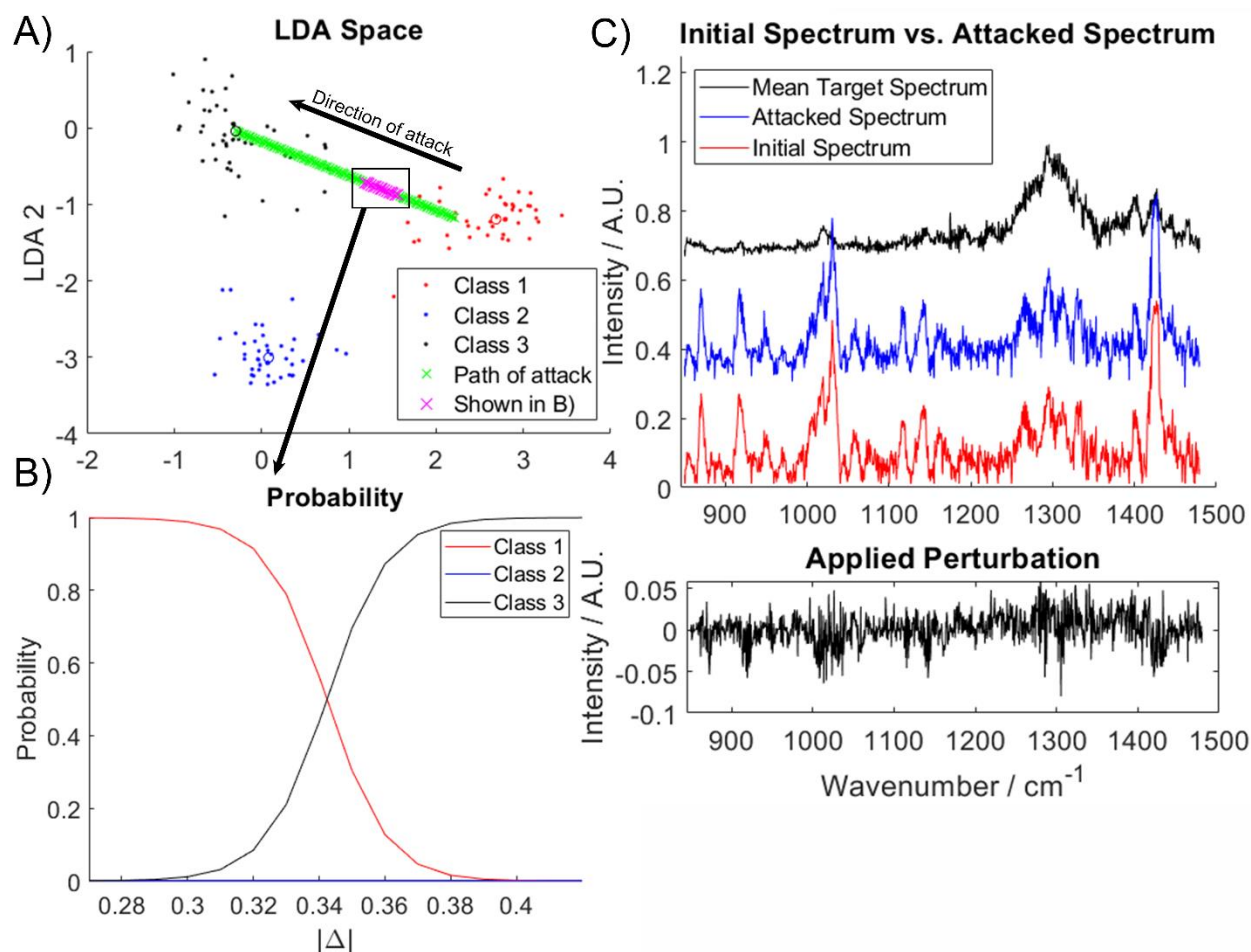 A)
LDA Space
1
0
-1
-2
-3
-4
LDA 2
-2
-1
0
1
2
3
4
Direction of attack
Class 1
Class 2
Class 3
Path of attack
Shown in B)
B)
Probability
1
0.8
0.6
0.4
0.2
0
Probability
0.28
0.3
0.32
0.34
0.36
0.38
0.4
|Δ|
Class 1
Class 2
Class 3
C)
Initial Spectrum vs. Attacked Spectrum
Mean Target Spectrum
Attacked Spectrum
Initial Spectrum
1.2
1
0.8
0.6
0.4
0.2
0
Intensity / A.U.
900
1000
1100
1200
1300
1400
1500
Applied Perturbation
0.05
0
-0.05
-0.1
Intensity / A.U.
900
1000
1100
1200
1300
1400
1500
Wavenumber / cm⁻¹